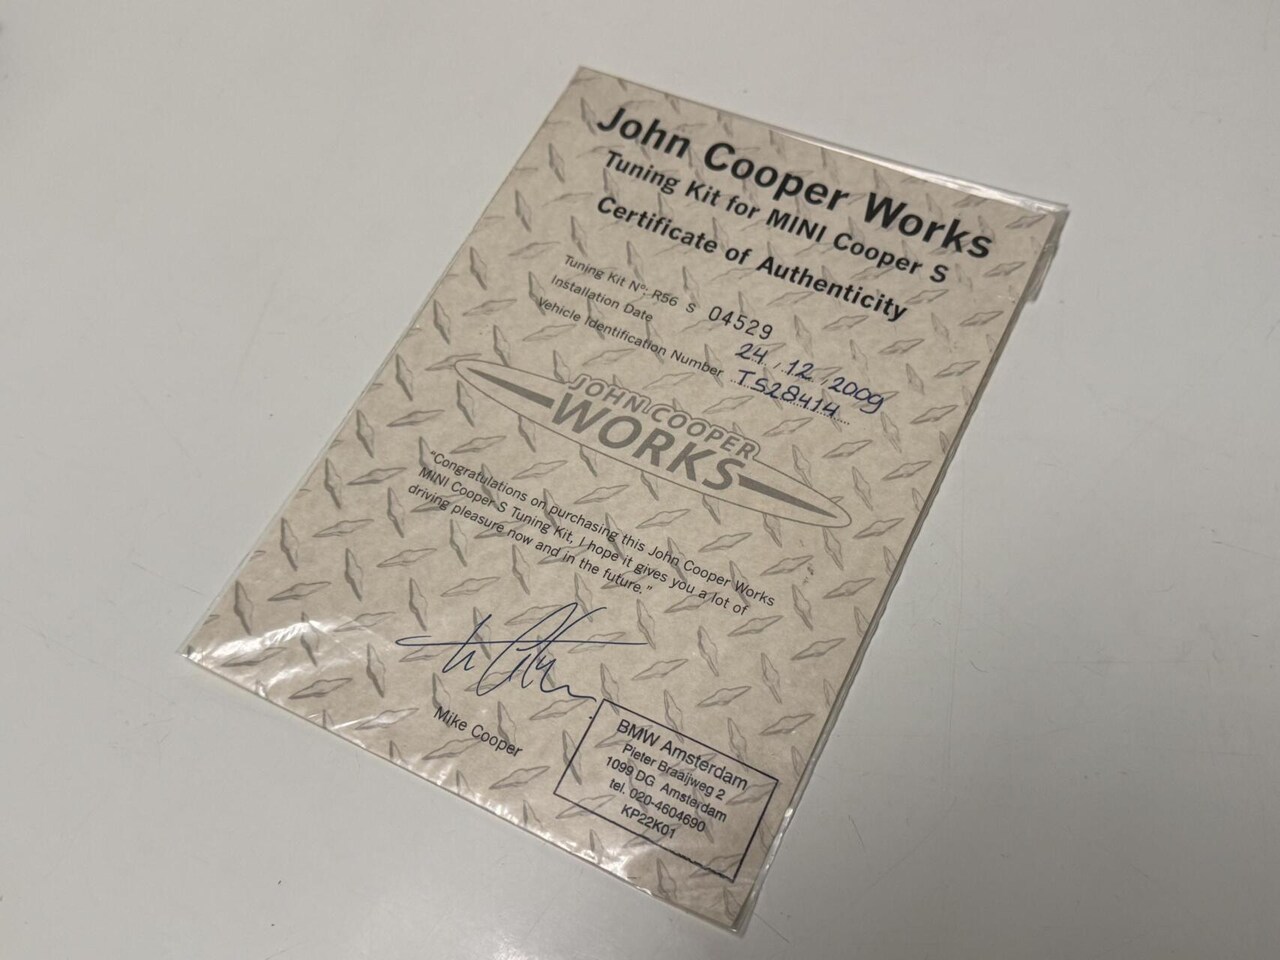 John Cooper Works
Tuning Kit for MINI Cooper S
Certificate of Authenticity
Tuning Kit Nº: R56 S 04529
Installation Date 24.12.2009
Vehicle Identification Number TS28414
JOHN COOPER
WORKS
"Congratulations on purchasing this John Cooper Works
MINI Cooper S Tuning Kit, I hope it gives you a lot of
driving pleasure now and in the future."
Mike Cooper
BMW Amsterdam
Pieter Braaijweg 2
1099 DG Amsterdam
tel. 020-4604690
KP22K01